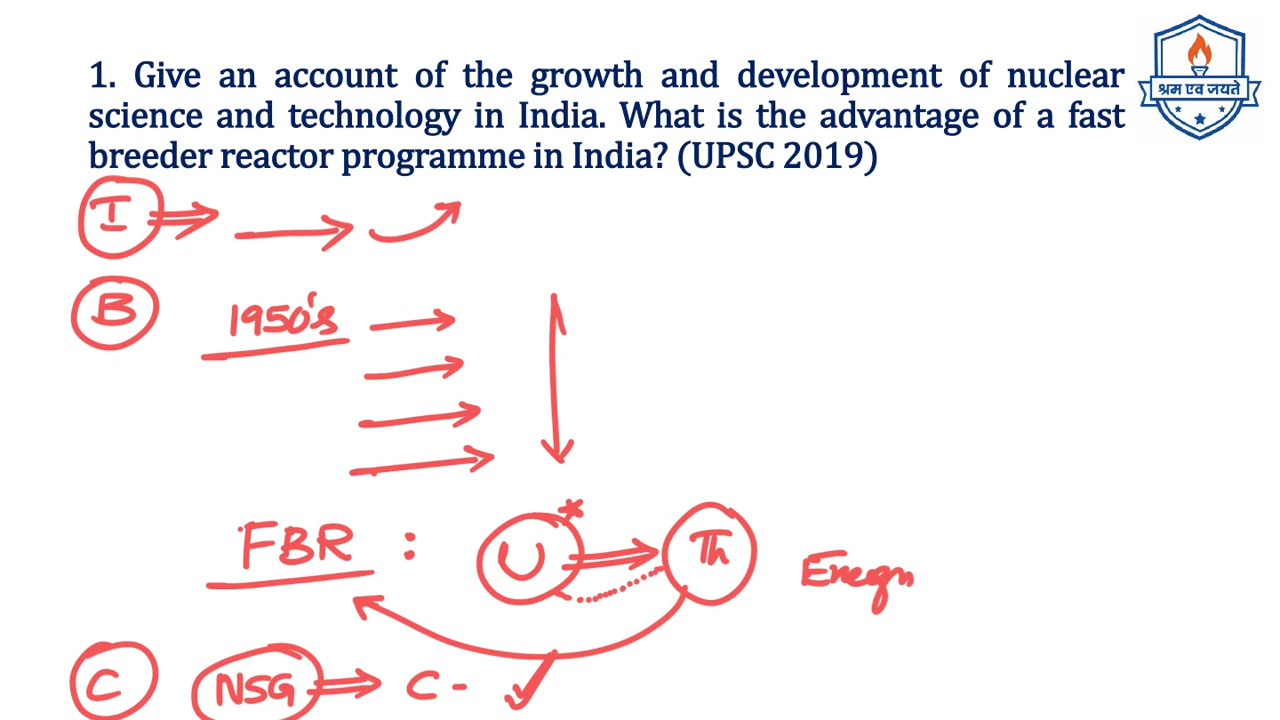 1. Give an account of the growth and development of nuclear
science and technology in India. What is the advantage of a fast
breeder reactor programme in India? (UPSC 2019)
श्रम एव जयते
I
B 1950's
FBR : U* Th
C NSG C -